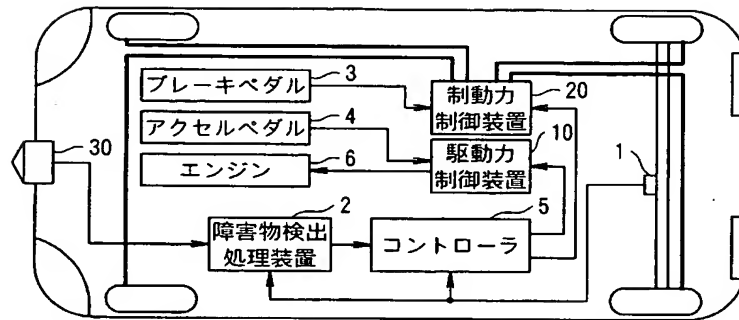 ブレーキペダル
3
制動力
制御装置
20
アクセルペダル
4
駆動力
制御装置
10
エンジン
6
30
1
障害物検出
処理装置
2
コントローラ
5